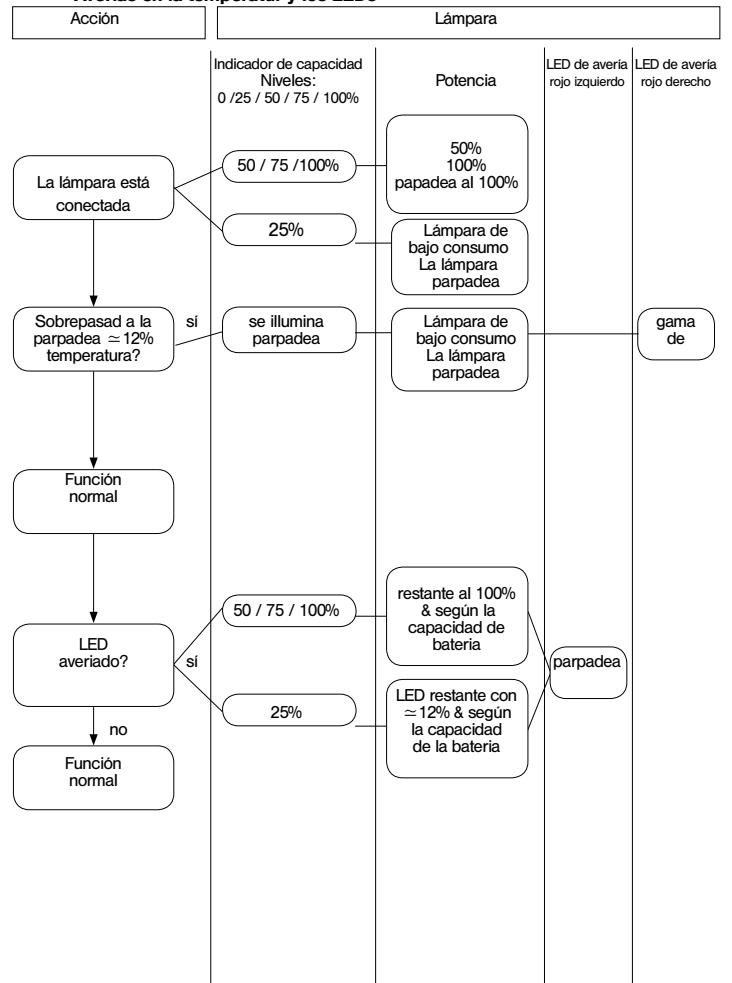 Acción
Lámpara
Indicador de capacidad
Niveles:
0 /25 / 50 / 75 / 100%
Potencia
LED de avería
rojo izquierdo
LED de avería
rojo derecho
La lámpara está
conectada
50 / 75 /100%
50%
100%
papadea al 100%
25%
Lámpara de
bajo consumo
La lámpara
parpadea
Sobrepasad a la
parpadea ≃12%
temperatura?
sí
se illumina
parpadea
Lámpara de
bajo consumo
La lámpara
parpadea
gama
de
Función
normal
LED
averiado?
sí
50 / 75 / 100%
restante al 100%
& según la
capacidad de
bateria
parpadea
25%
LED restante con
≃12% & según
la capacidad
de la bateria
no
Función
normal